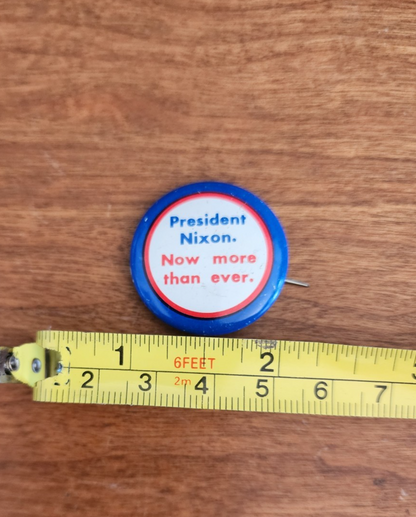 President
Nixon.
Now more
than ever.
1 6FEET 2
2 3 2m 4 5 6 7